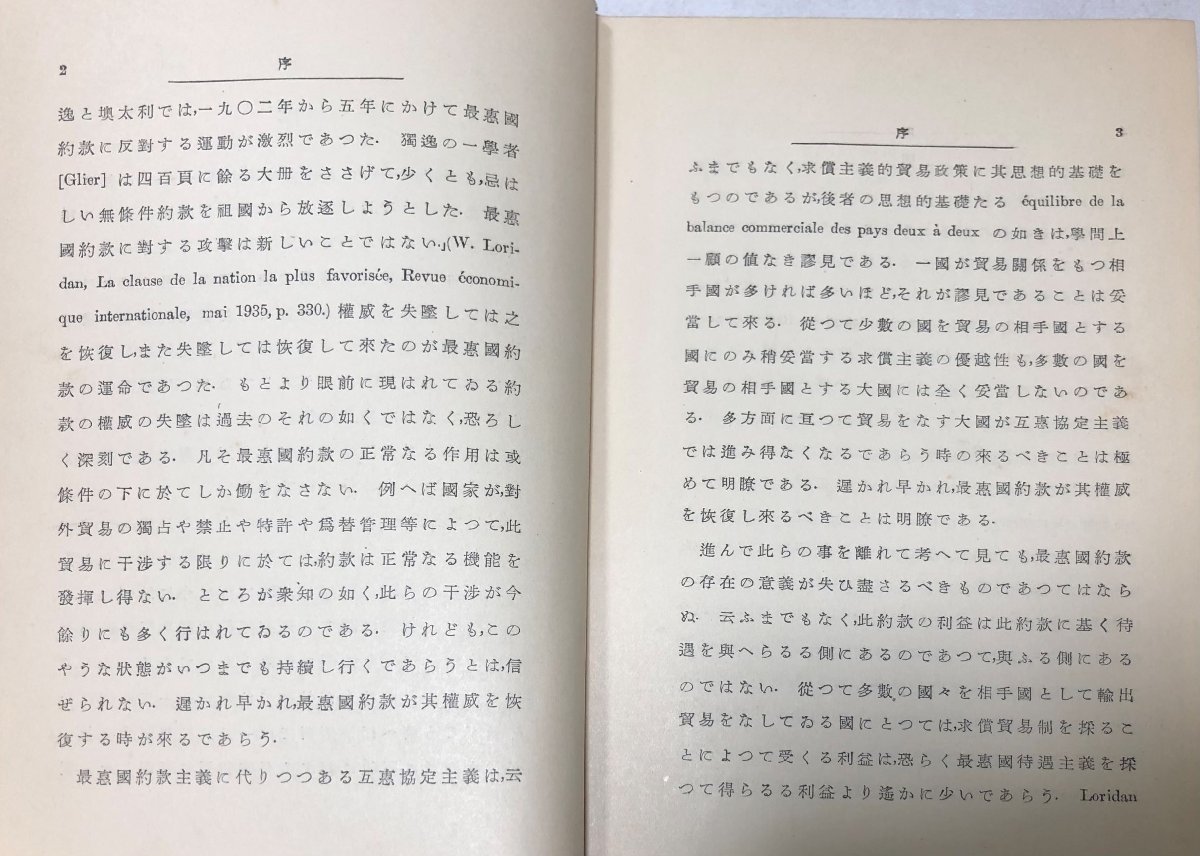 2
序
逸と墺太利では,一九〇二年から五年にかけて最惠國
約款に反對する運動が激烈であつた. 獨逸の一學者
[Glier] は四百頁に餘る大册をささげて,少くとも,忌は
しい無條件約款を祖國から放逐しようとした. 最惠
國約款に對する攻擊は新しいことではない.」(W. Lori-
dan, La clause de la nation la plus favorisée, Revue économi-
que internationale, mai 1935, p. 330.) 權威を失墜しては之
を恢復し,また失墜しては恢復して來たのが最惠國約
款の運命であつた. もとより眼前に現はれてゐる約
款の權威の失墜は過去のそれの如くではなく,恐ろし
く深刻である. 凡そ最惠國約款の正常なる作用は或
條件の下に於てしか働をなさない. 例へば國家が,對
外貿易の獨占や禁止や特許や爲替管理等によつて,此
貿易に干涉する限りに於ては,約款は正常なる機能を
發揮し得ない. ところが衆知の如く,此らの干涉が今
餘りにも多く行はれてゐるのである. けれども,この
やうな狀態がいつまでも持續し行くであらうとは,信
ぜられない. 遲かれ早かれ,最惠國約款が其權威を恢
復する時が來るであらう.
最惠國約款主義に代りつつある互惠協定主義は,云
序
3
ふまでもなく,求償主義的貿易政策に其思想的基礎を
もつのであるが,後者の思想的基礎たる équilibre de la
balance commerciale des pays deux à deux の如きは,學問上
一顧の値なき謬見である. 一國が貿易關係をもつ相
手國が多ければ多いほど,それが謬見であることは妥
當して來る. 從つて少數の國を貿易の相手國とする
國にのみ稍妥當する求償主義の優越性も,多數の國を
貿易の相手國とする大國には全く妥當しないのであ
る. 多方面に亙つて貿易をなす大國が互惠協定主義
では進み得なくなるであらう時の來るべきことは極
めて明瞭である. 遲かれ早かれ,最惠國約款が其權威
を恢復し來るべきことは明瞭である.
進んで此らの事を離れて考へて見ても,最惠國約款
の存在の意義が失ひ盡さるべきものであつてはなら
ぬ. 云ふまでもなく,此約款の利益は此約款に基く待
遇を與へらるる側にあるのであつて,與ふる側にある
のではない. 從つて多數の國々を相手國として輸出
貿易をなしてゐる國にとつては,求償貿易制を採るこ
とによつて受くる利益は,恐らく最惠國待遇主義を採
つて得らるる利益より遙かに少いであらう. Loridan